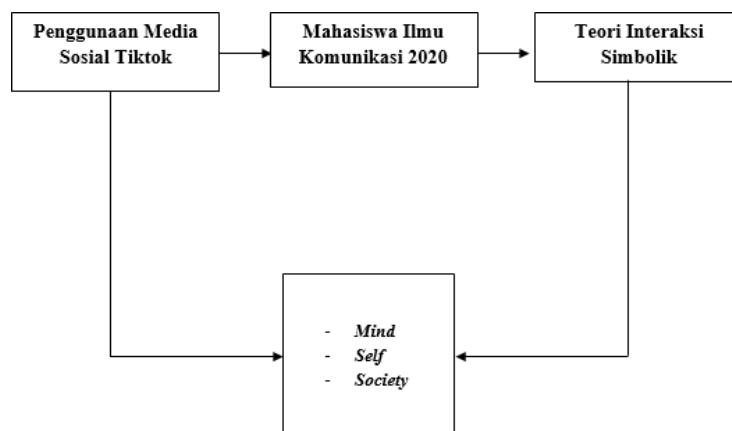 Penggunaan Media
Sosial Tiktok
Mahasiswa Ilmu
Komunikasi 2020
Teori Interaksi
Simbolik
- Mind
- Self
- Society